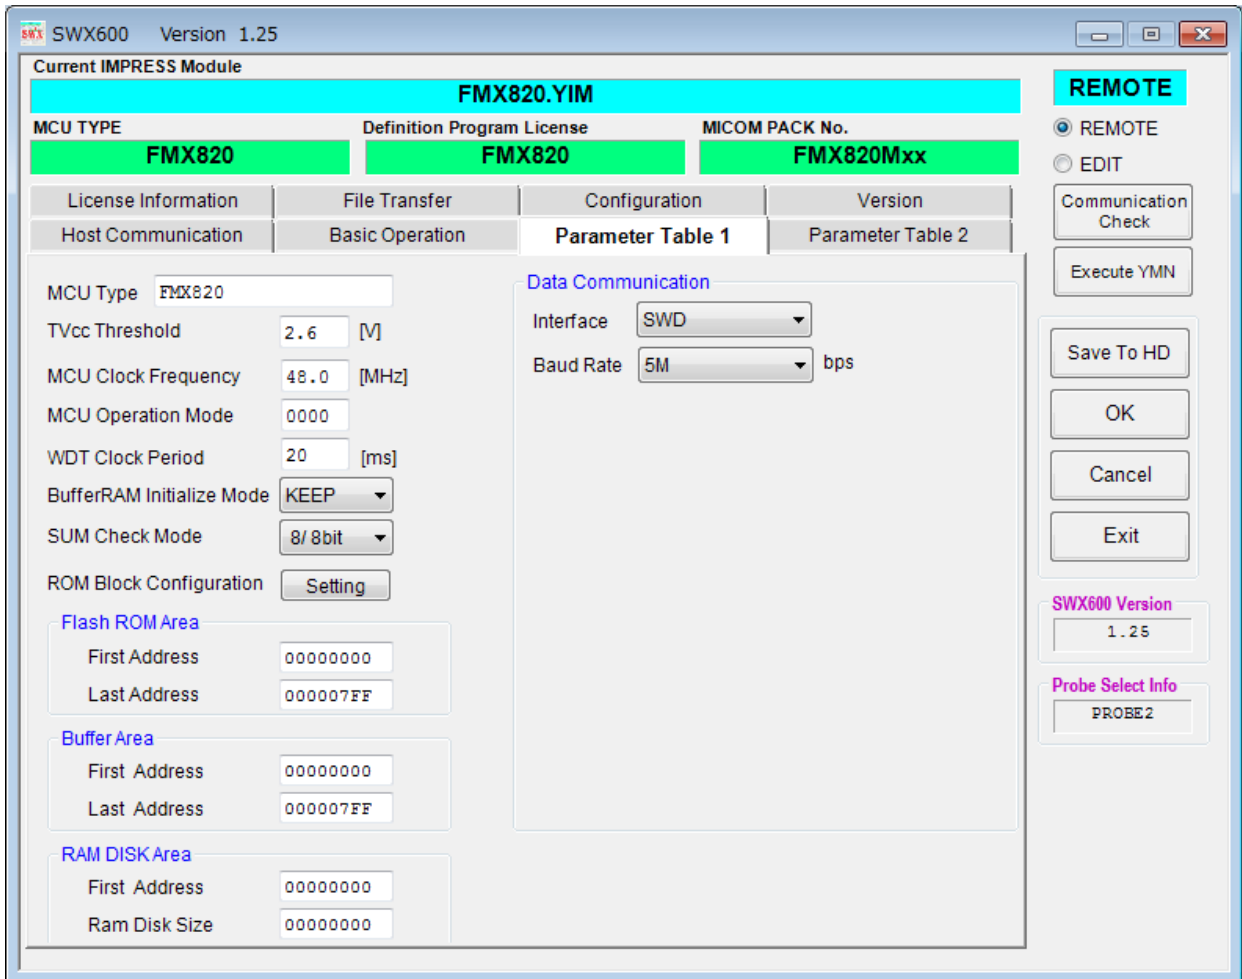 SWX SWX600 Version 1.25
Current IMPRESS Module
FMX820.YIM
MCU TYPE Definition Program License MICOM PACK No.
FMX820 FMX820 FMX820Mxx
License Information File Transfer Configuration Version
Host Communication Basic Operation Parameter Table 1 Parameter Table 2
MCU Type FMX820
TVcc Threshold 2.6 [V]
MCU Clock Frequency 48.0 [MHz]
MCU Operation Mode 0000
WDT Clock Period 20 [ms]
BufferRAM Initialize Mode KEEP
SUM Check Mode 8/ 8bit
ROM Block Configuration Setting
Flash ROM Area
First Address 00000000
Last Address 000007FF
Buffer Area
First Address 00000000
Last Address 000007FF
RAM DISK Area
First Address 00000000
Ram Disk Size 00000000
Data Communication
Interface SWD
Baud Rate 5M bps
REMOTE
REMOTE
EDIT
Communication
Check
Execute YMN
Save To HD
OK
Cancel
Exit
SWX600 Version
1.25
Probe Select Info
PROBE2